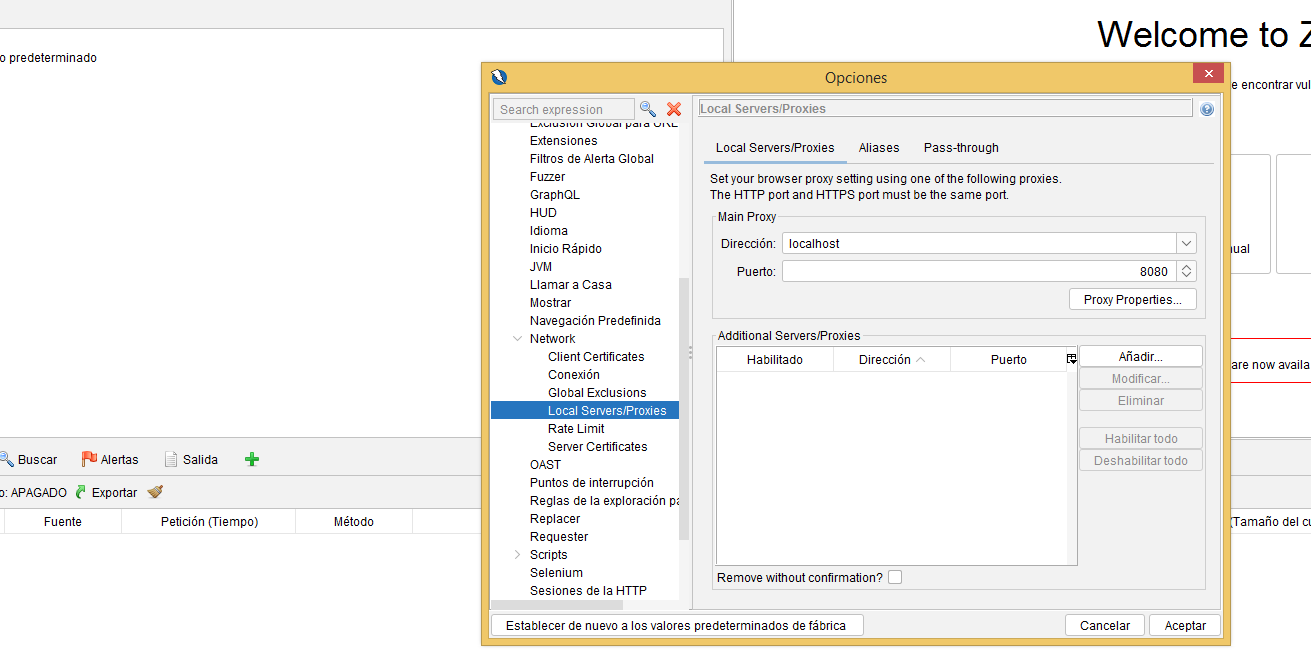 Welcome to Z
o predeterminado
e encontrar vul
Opciones
Search expression
Exclusión Global para URL
Extensiones
Filtros de Alerta Global
Fuzzer
GraphQL
HUD
Idioma
Inicio Rápido
JVM
Llamar a Casa
Mostrar
Navegación Predefinida
Network
Client Certificates
Conexión
Global Exclusions
Local Servers/Proxies
Rate Limit
Server Certificates
OAST
Puntos de interrupción
Reglas de la exploración pa
Replacer
Requester
Scripts
Selenium
Sesiones de la HTTP
Local Servers/Proxies
Local Servers/Proxies Aliases Pass-through
Set your browser proxy setting using one of the following proxies.
The HTTP port and HTTPS port must be the same port.
Main Proxy
Dirección: localhost
Puerto: 8080
Proxy Properties...
Additional Servers/Proxies
Habilitado Dirección Puerto
Añadir...
Modificar...
Eliminar
Habilitar todo
Deshabilitar todo
Remove without confirmation?
Establecer de nuevo a los valores predeterminados de fábrica
Cancelar Aceptar
ual
are now availa
Buscar Alertas Salida
o: APAGADO Exportar
Fuente Petición (Tiempo) Método
(Tamaño del cu